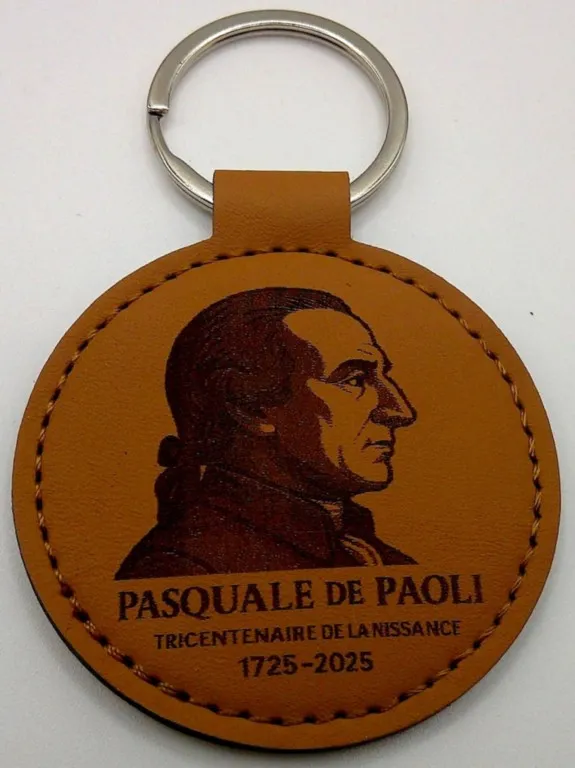 PASQUALE DE PAOLI
TRICENTENAIRE DE LA NISSANCE
1725-2025